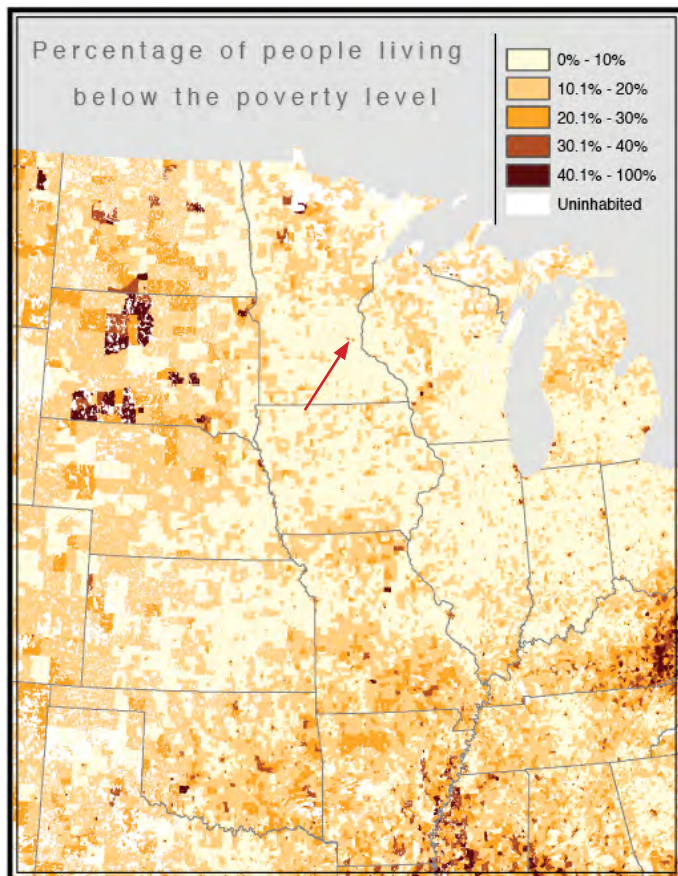 Percentage of people living
below the poverty level
0% - 10%
10.1% - 20%
20.1% - 30%
30.1% - 40%
40.1% - 100%
Uninhabited